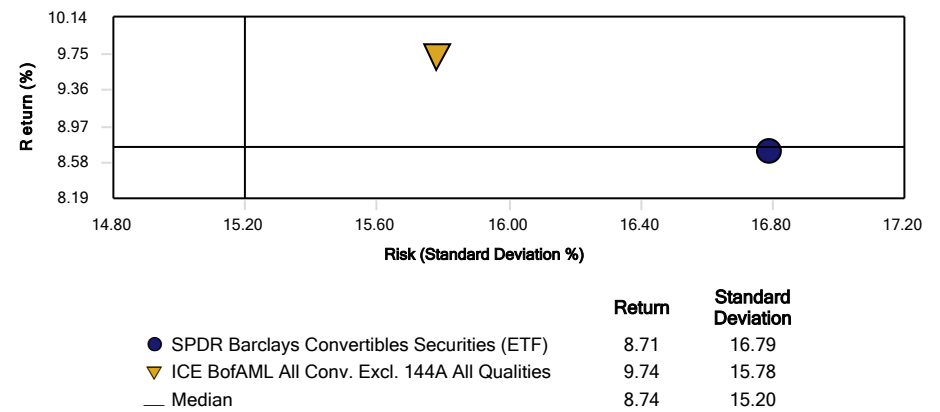 10.14
9.75
9.36
8.97
8.58
8.19
Return (%)
14.80 15.20 15.60 16.00 16.40 16.80 17.20
Risk (Standard Deviation %)
Return Standard Deviation
SPDR Barclays Convertibles Securities (ETF) 8.71 16.79
ICE BofAML All Conv. Excl. 144A All Qualities 9.74 15.78
Median 8.74 15.20